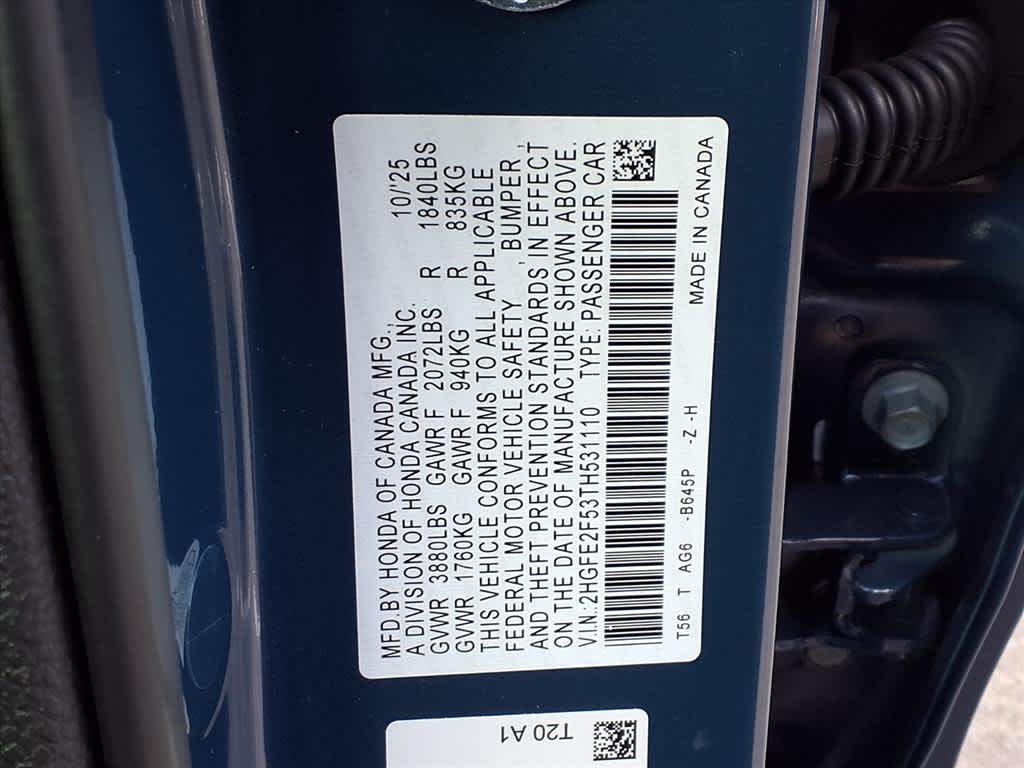 MFD.BY HONDA OF CANADA MFG.,
A DIVISION OF HONDA CANADA INC. 10/'25
GVWR 3880LBS GAWR F 2072LBS R 1840LBS
GVWR 1760KG GAWR F 940KG R 835KG
THIS VEHICLE CONFORMS TO ALL APPLICABLE
FEDERAL MOTOR VEHICLE SAFETY, BUMPER,
AND THEFT PREVENTION STANDARDS, IN EFFECT
ON THE DATE OF MANUFACTURE SHOWN ABOVE.
V.I.N.:2HGFE2F53TH531110 TYPE: PASSENGER CAR
T56 T AG6 -B645P -Z -H MADE IN CANADA
T20 A1